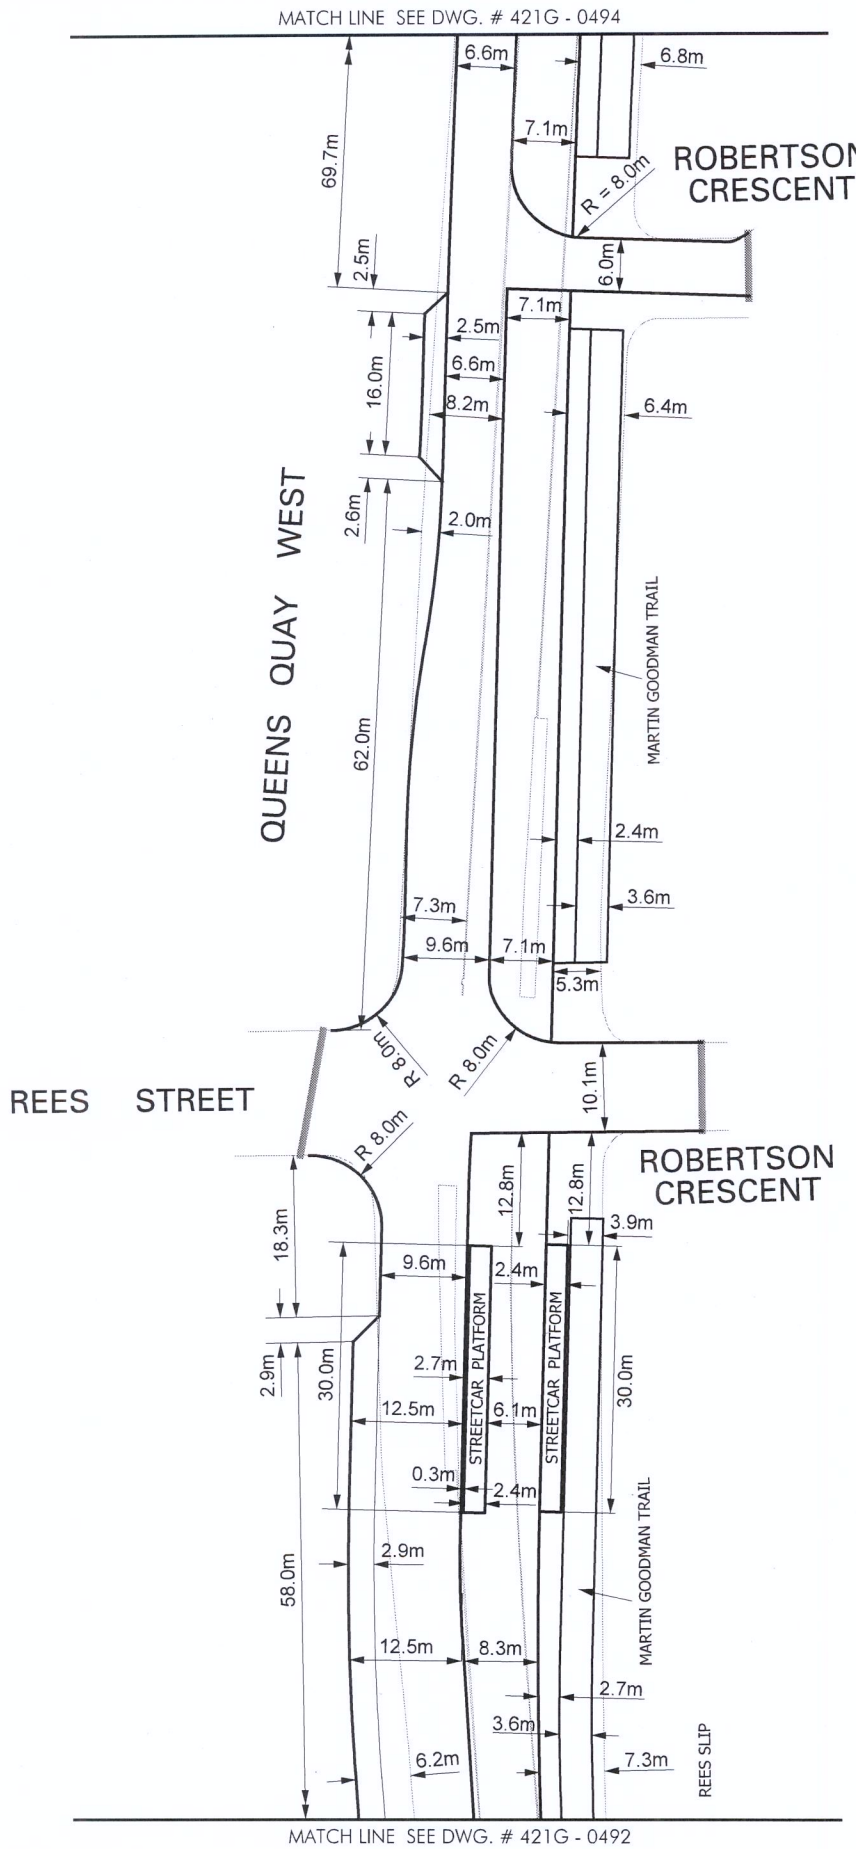 MATCH LINE SEE DWG. # 421G - 0494
6.6m
6.8m
69.7m
7.1m
R = 8.0m
ROBERTSON
CRESCENT
2.5m
6.0m
7.1m
2.5m
16.0m
6.6m
8.2m
6.4m
2.6m
2.0m
QUEENS QUAY WEST
MARTIN GOODMAN TRAIL
62.0m
2.4m
7.3m
3.6m
9.6m
7.1m
5.3m
R 8.0m
R 8.0m
REES STREET
10.1m
R 8.0m
ROBERTSON
CRESCENT
12.8m
12.8m
18.3m
3.9m
9.6m
2.4m
STREETCAR PLATFORM
STREETCAR PLATFORM
2.9m
30.0m
2.7m
30.0m
12.5m
6.1m
0.3m
2.4m
2.9m
58.0m
MARTIN GOODMAN TRAIL
12.5m
8.3m
2.7m
3.6m
6.2m
7.3m
REES SLIP
MATCH LINE SEE DWG. # 421G - 0492